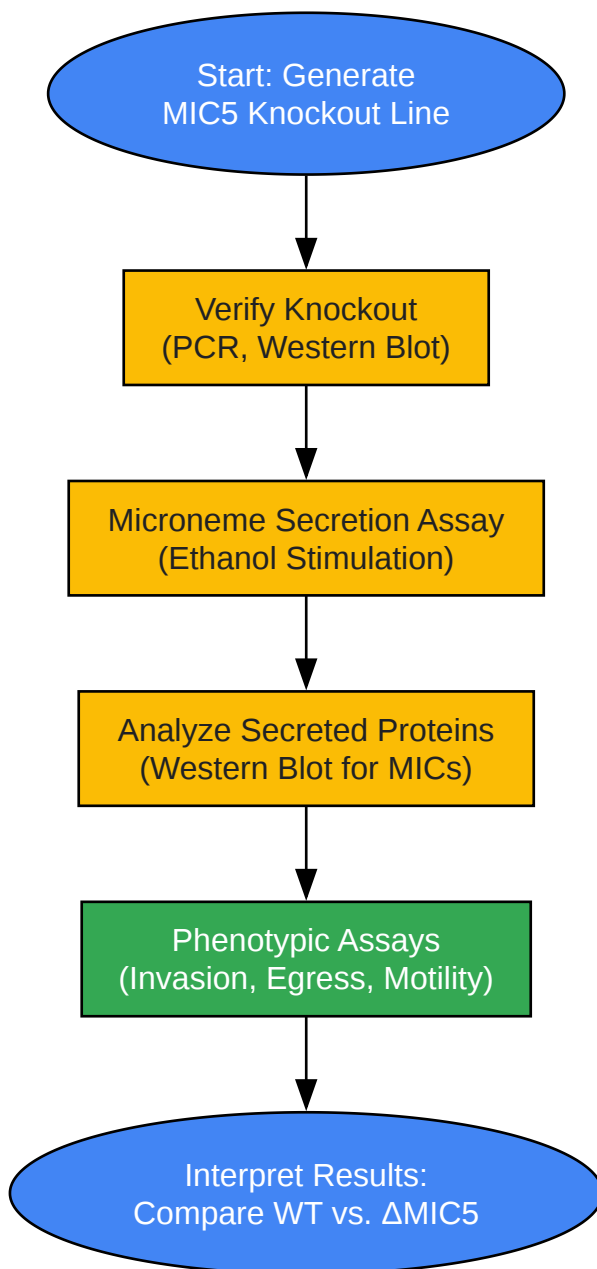 Start: Generate
MIC5 Knockout Line
Verify Knockout
(PCR, Western Blot)
Microneme Secretion Assay
(Ethanol Stimulation)
Analyze Secreted Proteins
(Western Blot for MICs)
Phenotypic Assays
(Invasion, Egress, Motility)
Interpret Results:
Compare WT vs. ΔMIC5